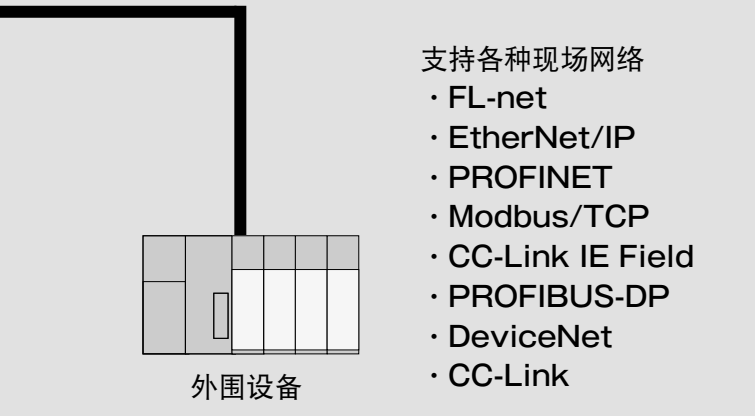 支持各种现场网络
・FL-net
・EtherNet/IP
・PROFINET
・Modbus/TCP
・CC-Link IE Field
・PROFIBUS-DP
・DeviceNet
・CC-Link
外围设备